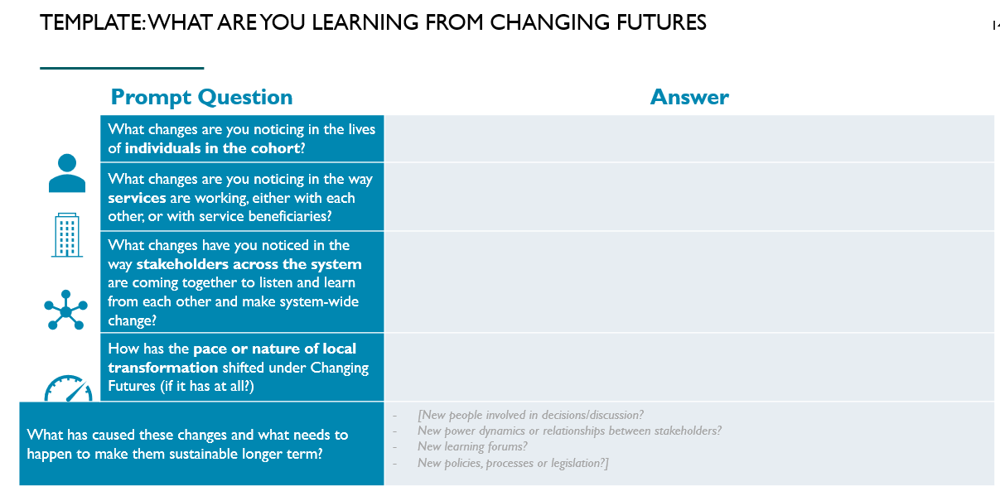 TEMPLATE: WHAT ARE YOU LEARNING FROM CHANGING FUTURES
Prompt Question
Answer
What changes are you noticing in the lives
of individuals in the cohort?
What changes are you noticing in the way
services are working, either with each
other, or with service beneficiaries?
What changes have you noticed in the
way stakeholders across the system
are coming together to listen and learn
from each other and make system-wide
change?
How has the pace or nature of local
transformation shifted under Changing
Futures (if it has at all?)
What has caused these changes and what needs to
happen to make them sustainable longer term?
- [New people involved in decisions/discussion?
- New power dynamics or relationships between stakeholders?
- New learning forums?
- New policies, processes or legislation?]